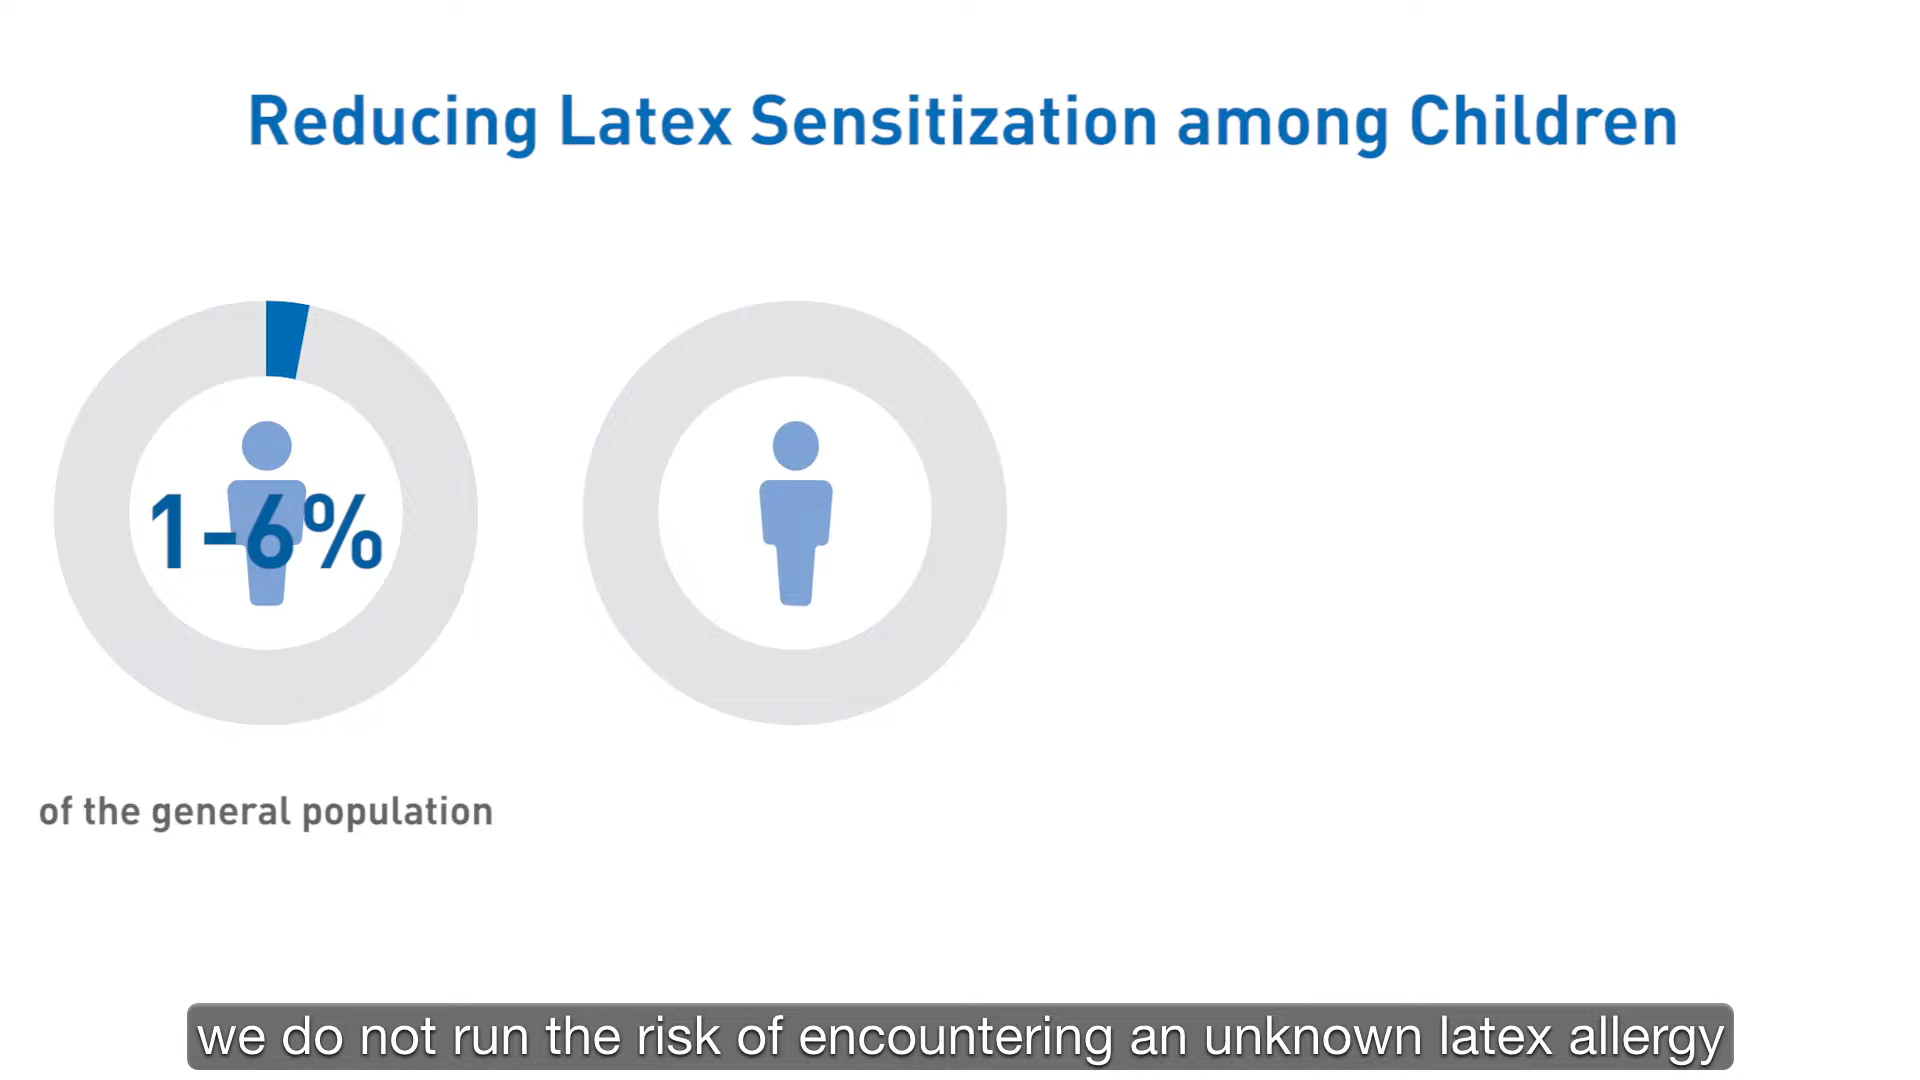 Reducing Latex Sensitization among Children
1-6%
of the general population
we do not run the risk of encountering an unknown latex allergy